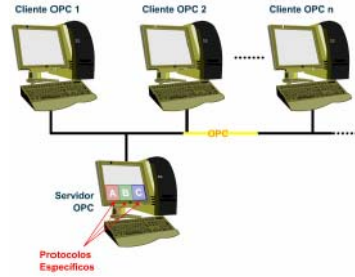 Cliente OPC 1
Cliente OPC 2
Cliente OPC n
OPC
Servidor
OPC
A B C
Protocolos
Específicos